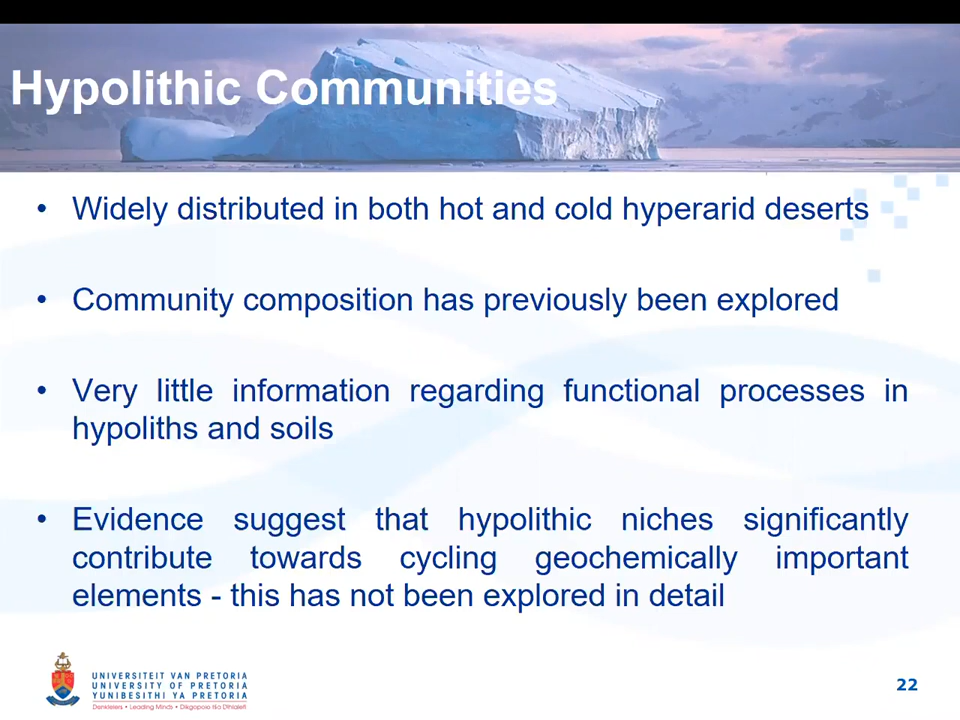 Hypolithic Communities
• Widely distributed in both hot and cold hyperarid deserts
• Community composition has previously been explored
• Very little information regarding functional processes in
hypoliths and soils
• Evidence suggest that hypolithic niches significantly
contribute towards cycling geochemically important
elements - this has not been explored in detail
UNIVERSITEIT VAN PRETORIA
UNIVERSITY OF PRETORIA
YUNIBESITHI YA PRETORIA
Denkleiers • Leading Minds • Dikgopolo tša Dihlalefi
22